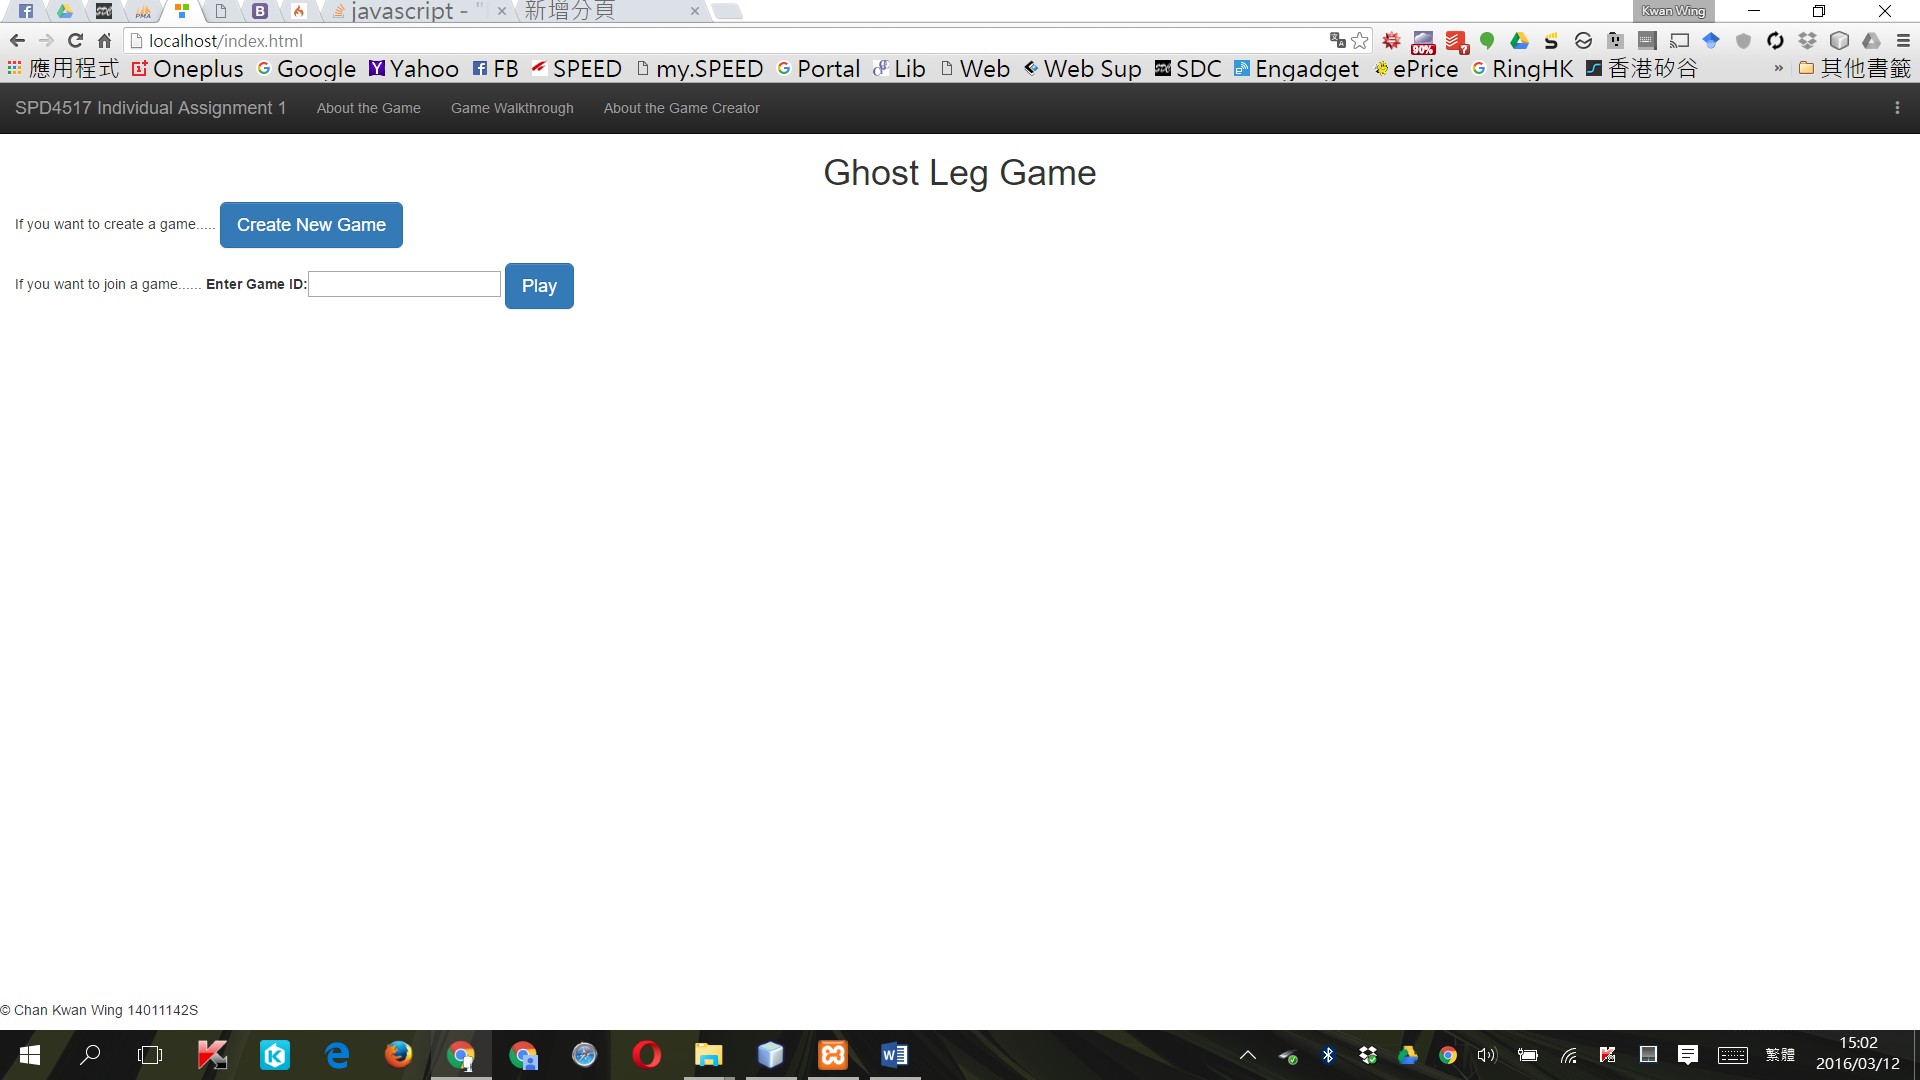 javascript - "
新增分頁
Kwan Wing
localhost/index.html
90%
應用程式 Oneplus Google Yahoo FB SPEED my.SPEED Portal Lib Web Web Sup SDC Engadget ePrice RingHK 香港矽谷 » 其他書籤
SPD4517 Individual Assignment 1 About the Game Game Walkthrough About the Game Creator
Ghost Leg Game
If you want to create a game..... Create New Game
If you want to join a game...... Enter Game ID: Play
© Chan Kwan Wing 14011142S
繁體
15:02
2016/03/12